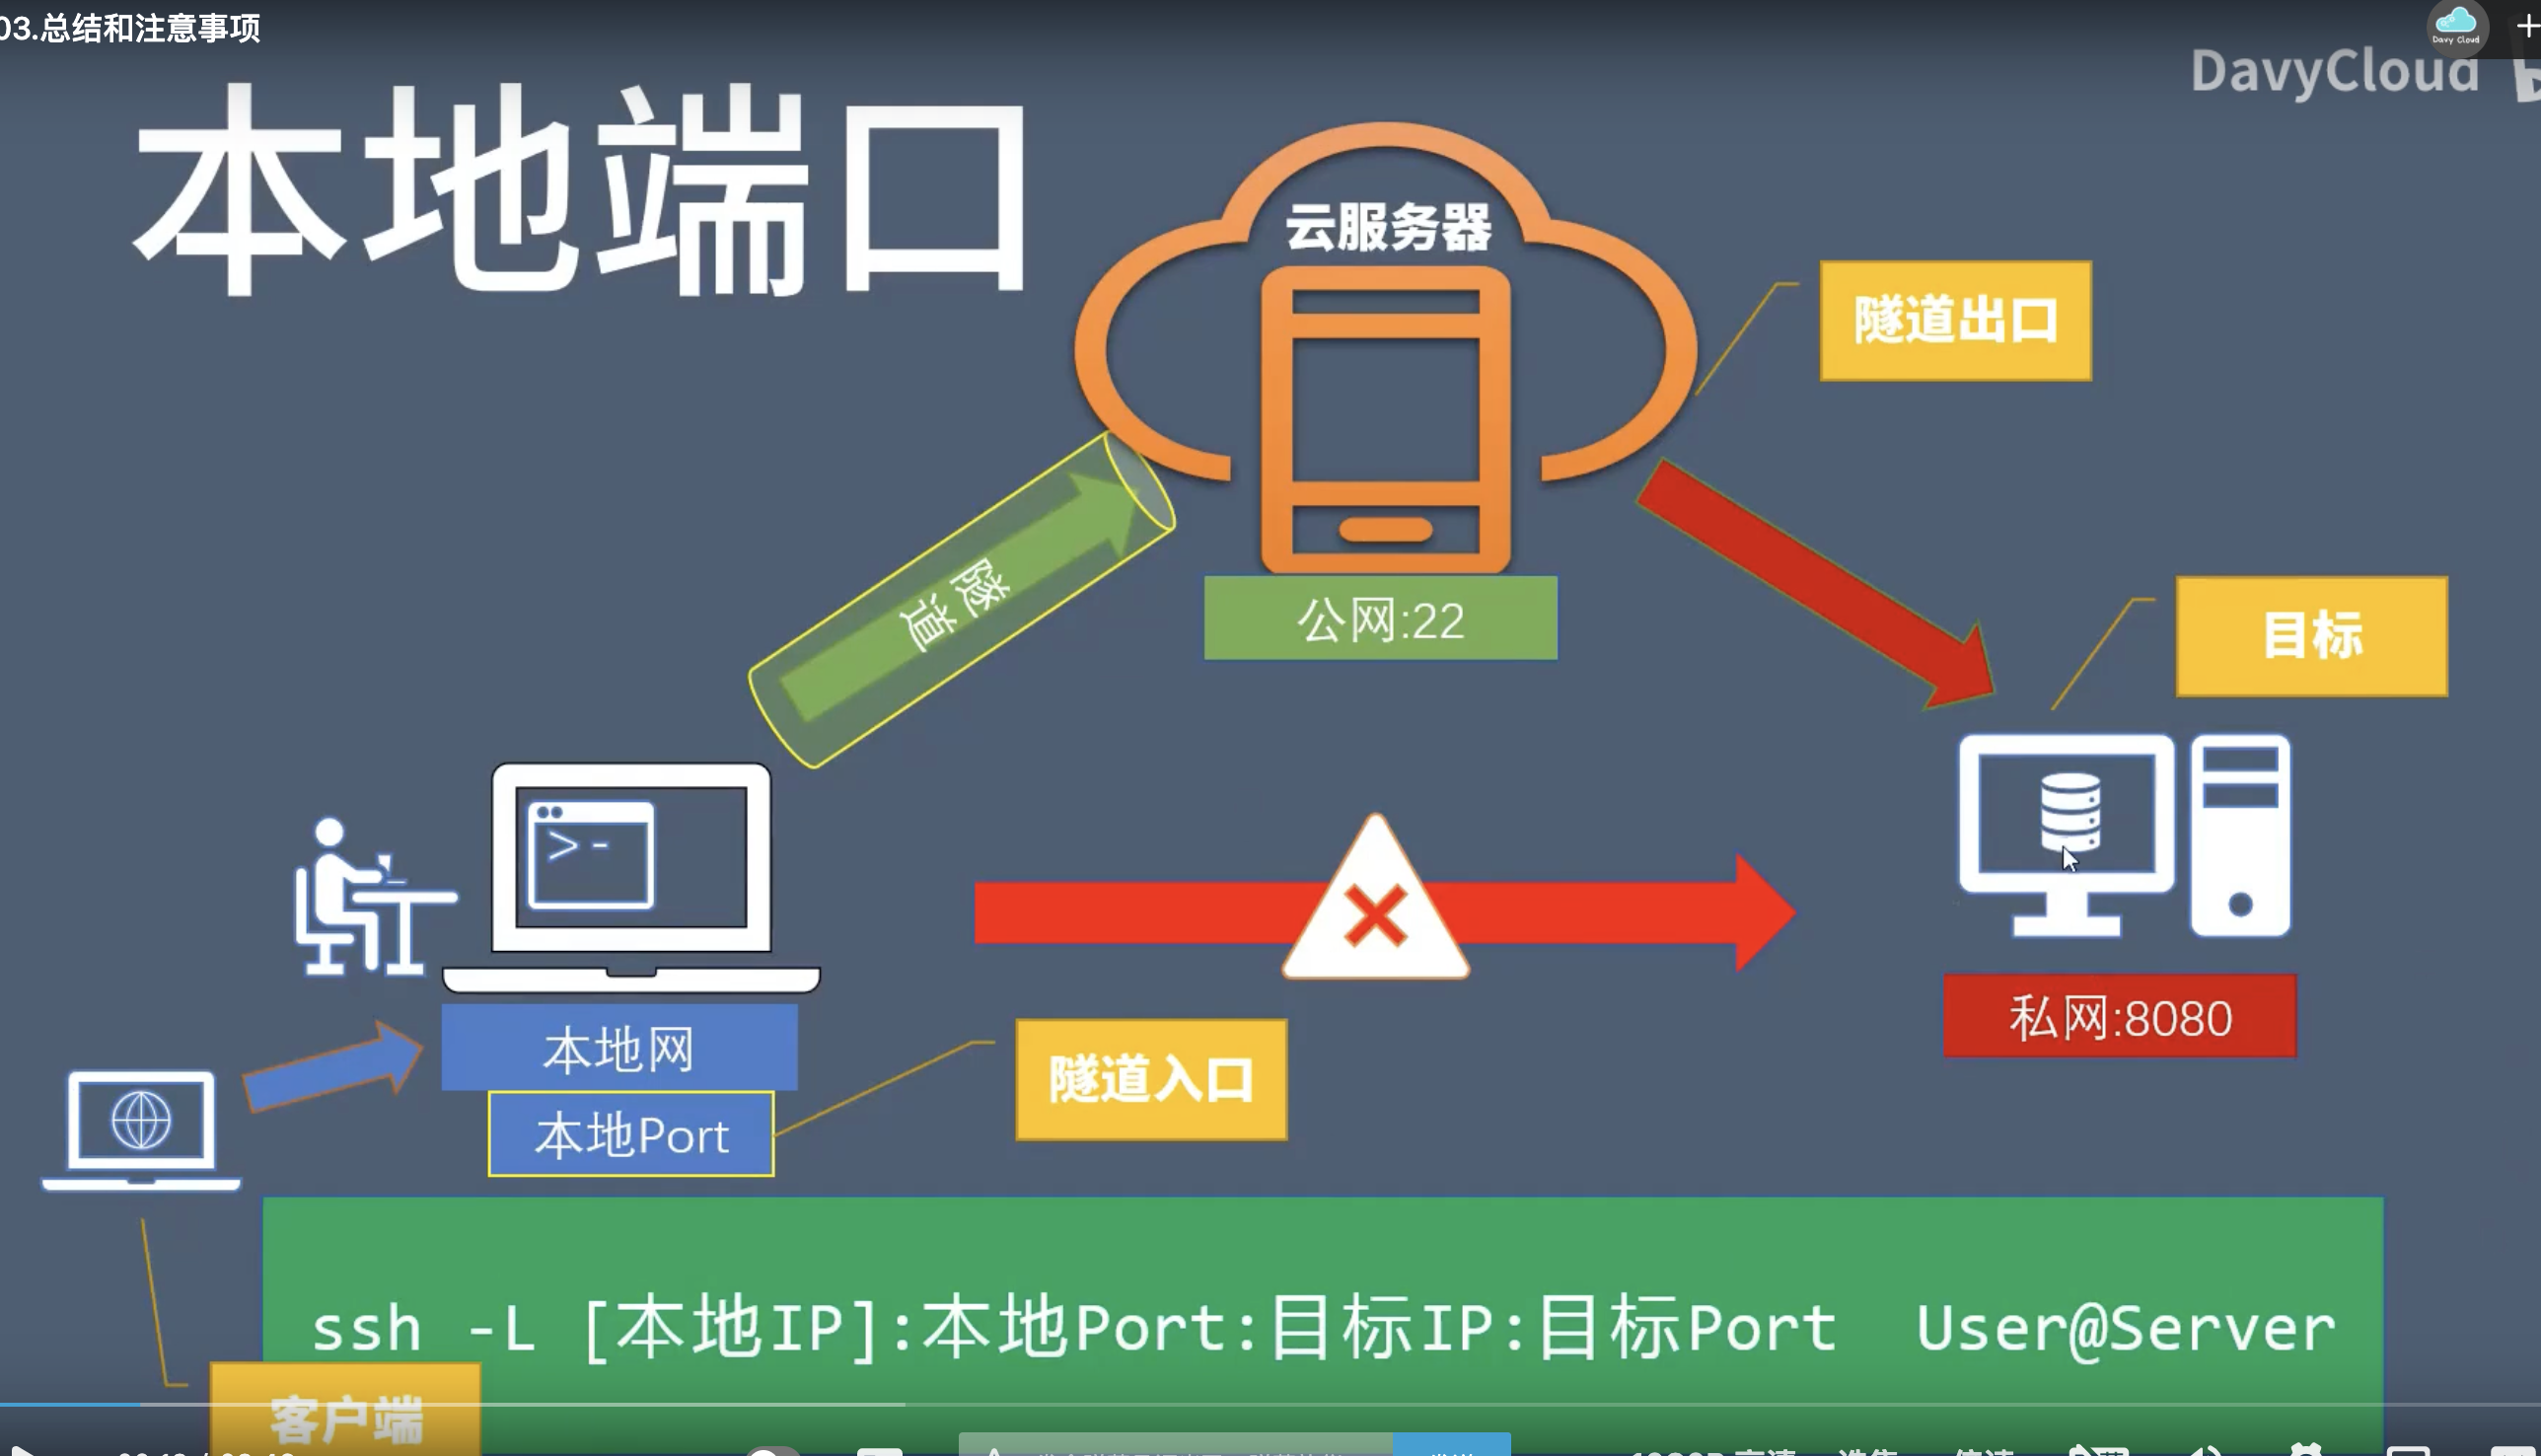 03.总结和注意事项
Davy Cloud
DavyCloud
本地端口
云服务器
隧道出口
隧道
公网:22
目标
>-
私网:8080
本地网
本地Port
隧道入口
ssh -L [本地IP]:本地Port:目标IP:目标Port User@Server
客户端